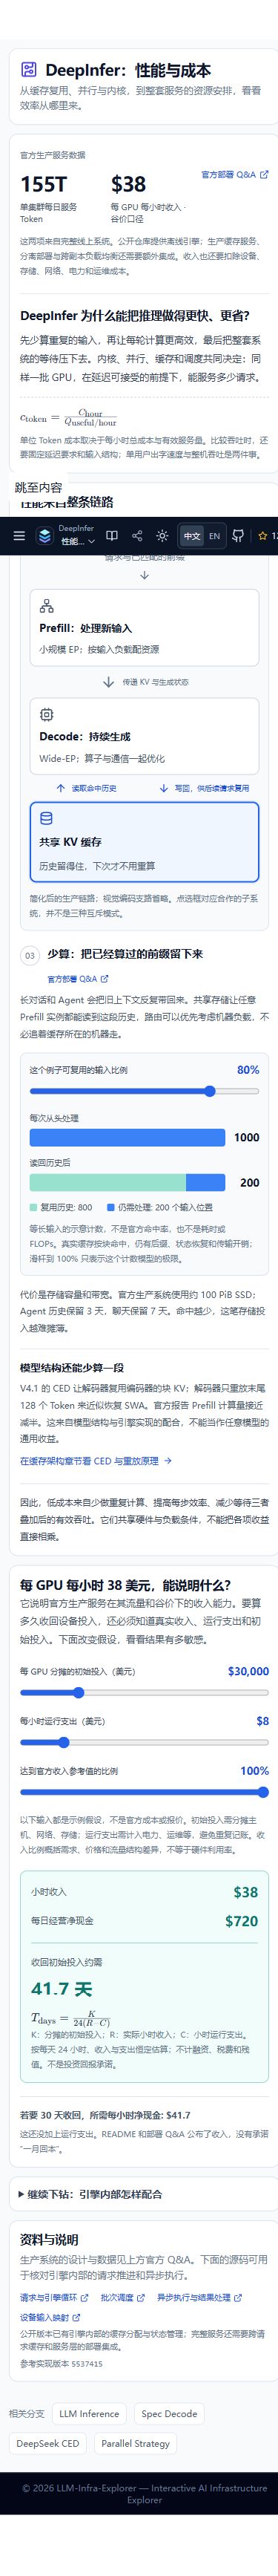 DeepInfer：性能与成本
从缓存复用、并行与内核，到整套服务的资源安排，看看
效率从哪里来。
官方生产服务数据
官方部署 Q&A
155T
$38
单集群每日服务
Token
每 GPU 每小时收入 ·
谷价口径
这两项来自完整线上系统。公开仓库提供离线引擎；生产缓存服务、
分离部署与跨副本负载均衡还需要额外集成。收入也还要扣除设备、
存储、网络、电力和运维成本。
DeepInfer 为什么能把推理做得更快、更省？
先少算重复的输入，再让每轮计算更高效，最后把整套系
统的等待压下去。内核、并行、缓存和调度共同决定：同
样一批 GPU，在延迟可接受的前提下，能服务多少请求。
c_token = C_hour / Q_useful/hour
单位 Token 成本取决于每小时总成本与有效服务量。比较吞吐时，还
要固定延迟要求和输入结构；单用户出字速度与整机吞吐是两件事。
跳至内容
性能来自整条链路
DeepInfer
性能...
中文
EN
请求与已匹配的前缀
Prefill：处理新输入
小规模 EP；按输入负载配资源
传递 KV 与生成状态
Decode：持续生成
Wide-EP；算子与通信一起优化
读取命中历史
写回，供后续请求复用
共享 KV 缓存
历史留得住，下次才不用重算
简化后的生产链路；视觉编码支路省略。点选框对应合作的子系
统，并不是三种互斥模式。
03
少算：把已经算过的前缀留下来
官方部署 Q&A
长对话和 Agent 会把旧上下文反复带回来。共享存储让任意
Prefill 实例都能读到这段历史，路由可以优先考虑机器负载，不
必追着缓存所在的机器走。
这个例子可复用的输入比例
80%
每次从头处理
1000
读回历史后
200
复用历史: 800
仍需处理: 200 个输入位置
等长输入的示意计数，不是官方命中率，也不是耗时或
FLOPs。真实缓存按块命中，仍有后缀、状态恢复和传输开销；
滑杆到 100% 只表示这个计数模型的极限。
代价是存储容量和带宽。官方生产系统使用约 100 PiB SSD；
Agent 历史保留 3 天，聊天保留 7 天。命中越少，这笔存储投
入越难摊薄。
模型结构还能少算一段
V4.1 的 CED 让解码器复用编码器的块 KV；解码器只重放末尾
128 个 Token 来近似恢复 SWA。官方报告 Prefill 计算量接近
减半。这来自模型结构与引擎实现的配合，不能当作任意模型的
通用收益。
在缓存架构章节看 CED 与重放原理 →
因此，低成本来自少做重复计算、提高每步效率、减少等待三者
叠加后的有效吞吐。它们共享硬件与负载条件，不能把各项收益
直接相乘。
每 GPU 每小时 38 美元，能说明什么？
它说明官方生产服务在其流量和谷价下的收入能力。要算
多久收回设备投入，还必须知道真实收入、运行支出和初
始投入。下面改变假设，看看结果有多敏感。
每 GPU 分摊的初始投入（美元）
$30,000
每小时运行支出（美元）
$8
达到官方收入参考值的比例
100%
以下输入都是示例假设，不是官方成本或报价。初始投入需分摊主
机、网络、存储；运行支出需计入电力、运维等，避免重复记账。收
入比例概括需求、价格和流量结构差异，不等于硬件利用率。
小时收入
$38
每日经营净现金
$720
收回初始投入约需
41.7 天
T_days = K / 24(R−C)
K：分摊的初始投入；R：实际小时收入；C：小时运行支出。
按每天 24 小时、收入与支出恒定估算；不计融资、税费和残
值。不是投资回报承诺。
若要 30 天收回，所需每小时净现金: $41.7
这还没加上运行支出。README 和部署 Q&A 公布了收入，没有承诺
“一月回本”。
▶ 继续下钻：引擎内部怎样配合
资料与说明
生产系统的设计与数据见上方官方 Q&A。下面的源码可用
于核对引擎内部的请求推进和异步执行。
请求与引擎循环
批次调度
异步执行与结果处理
设备输入映射
公开版本已有引擎内部的缓存分配与状态管理；完整服务还需要跨请
求缓存和服务层的部署集成。
参考实现版本 5537415
相关分支
LLM Inference
Spec Decode
DeepSeek CED
Parallel Strategy
© 2026 LLM-Infra-Explorer — Interactive AI Infrastructure
Explorer